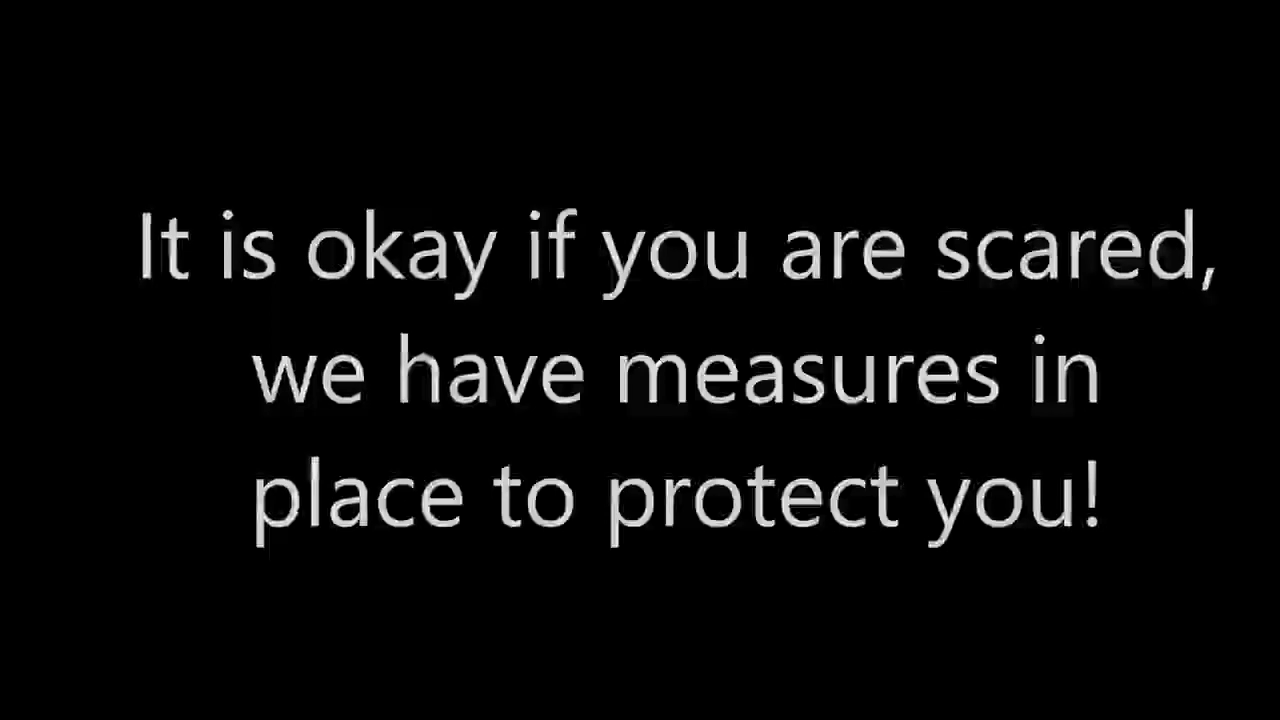 It is okay if you are scared,
we have measures in
place to protect you!